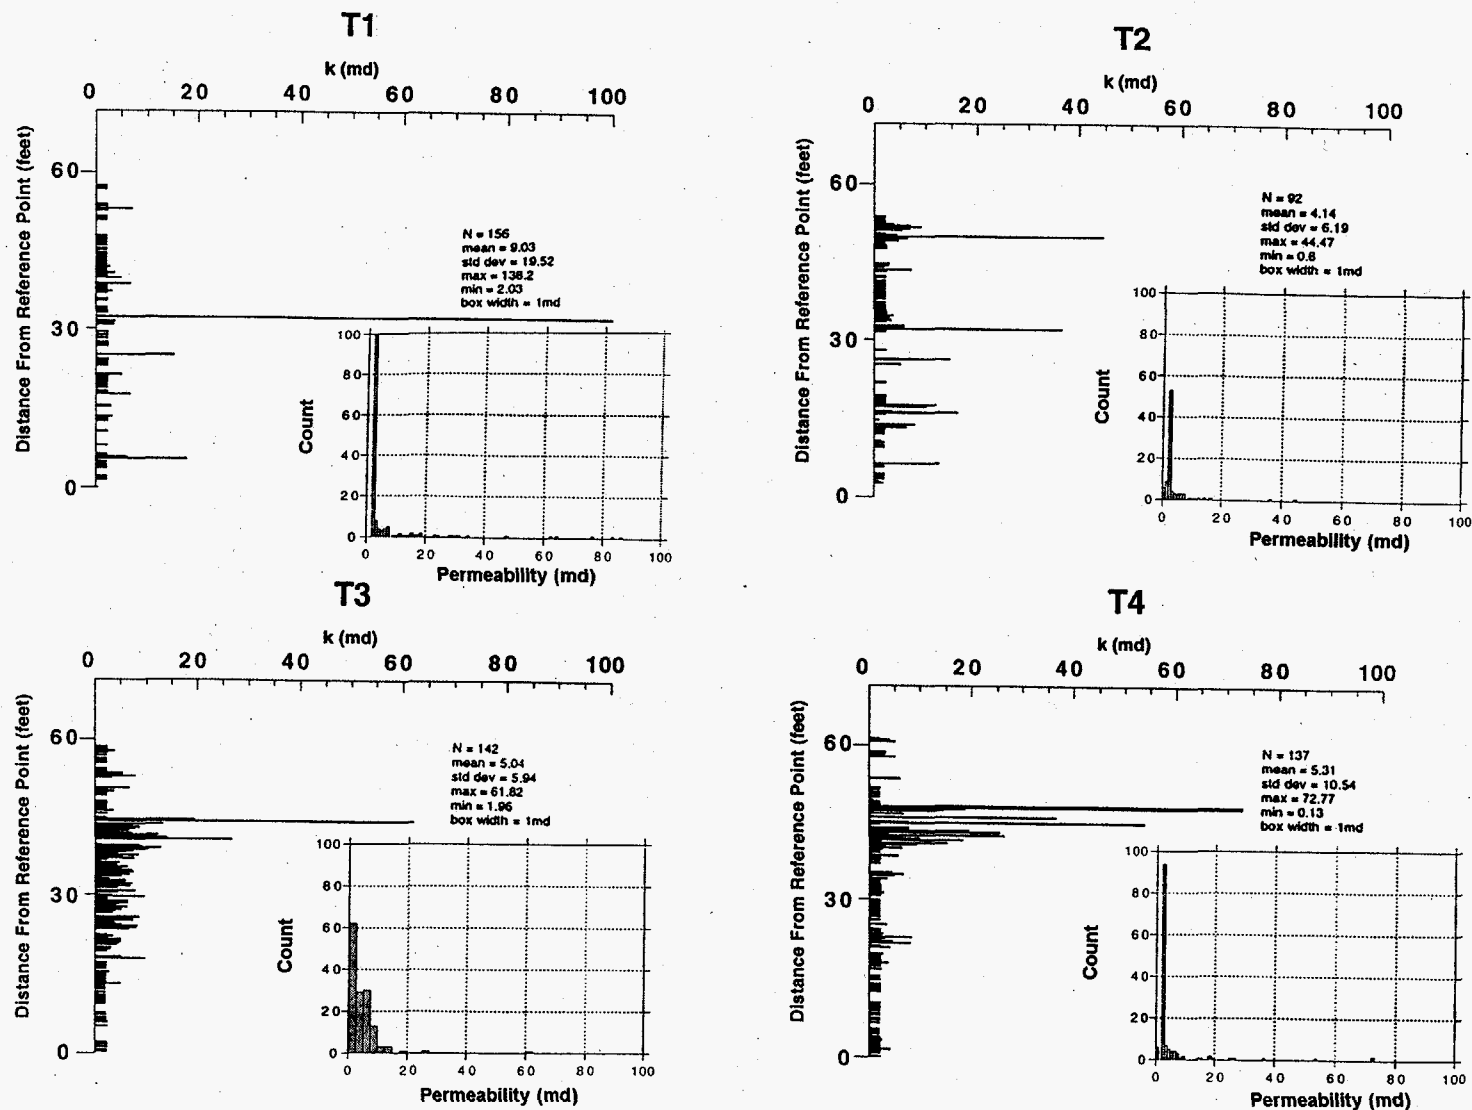 T1
k (md)
0 20 40 60 80 100
Distance From Reference Point (feet)
60
30
0
N = 156
mean = 9.03
std dev = 19.52
max = 136.2
min = 2.03
box width = 1md
Count
100
80
60
40
20
0
0 20 40 60 80 100
Permeability (md)
T2
k (md)
0 20 40 60 80 100
Distance From Reference Point (feet)
60
30
0
N = 92
mean = 4.14
std dev = 6.19
max = 44.47
min = 0.6
box width = 1md
Count
100
80
60
40
20
0
0 20 40 60 80 100
Permeability (md)
T3
k (md)
0 20 40 60 80 100
Distance From Reference Point (feet)
60
30
0
N = 142
mean = 5.04
std dev = 5.94
max = 61.82
min = 1.96
box width = 1md
Count
100
80
60
40
20
0
0 20 40 60 80 100
Permeability (md)
T4
k (md)
0 20 40 60 80 100
Distance From Reference Point (feet)
60
30
0
N = 137
mean = 5.31
std dev = 10.54
max = 72.77
min = 0.13
box width = 1md
Count
100
80
60
40
20
0
0 20 40 60 80 100
Permeability (md)